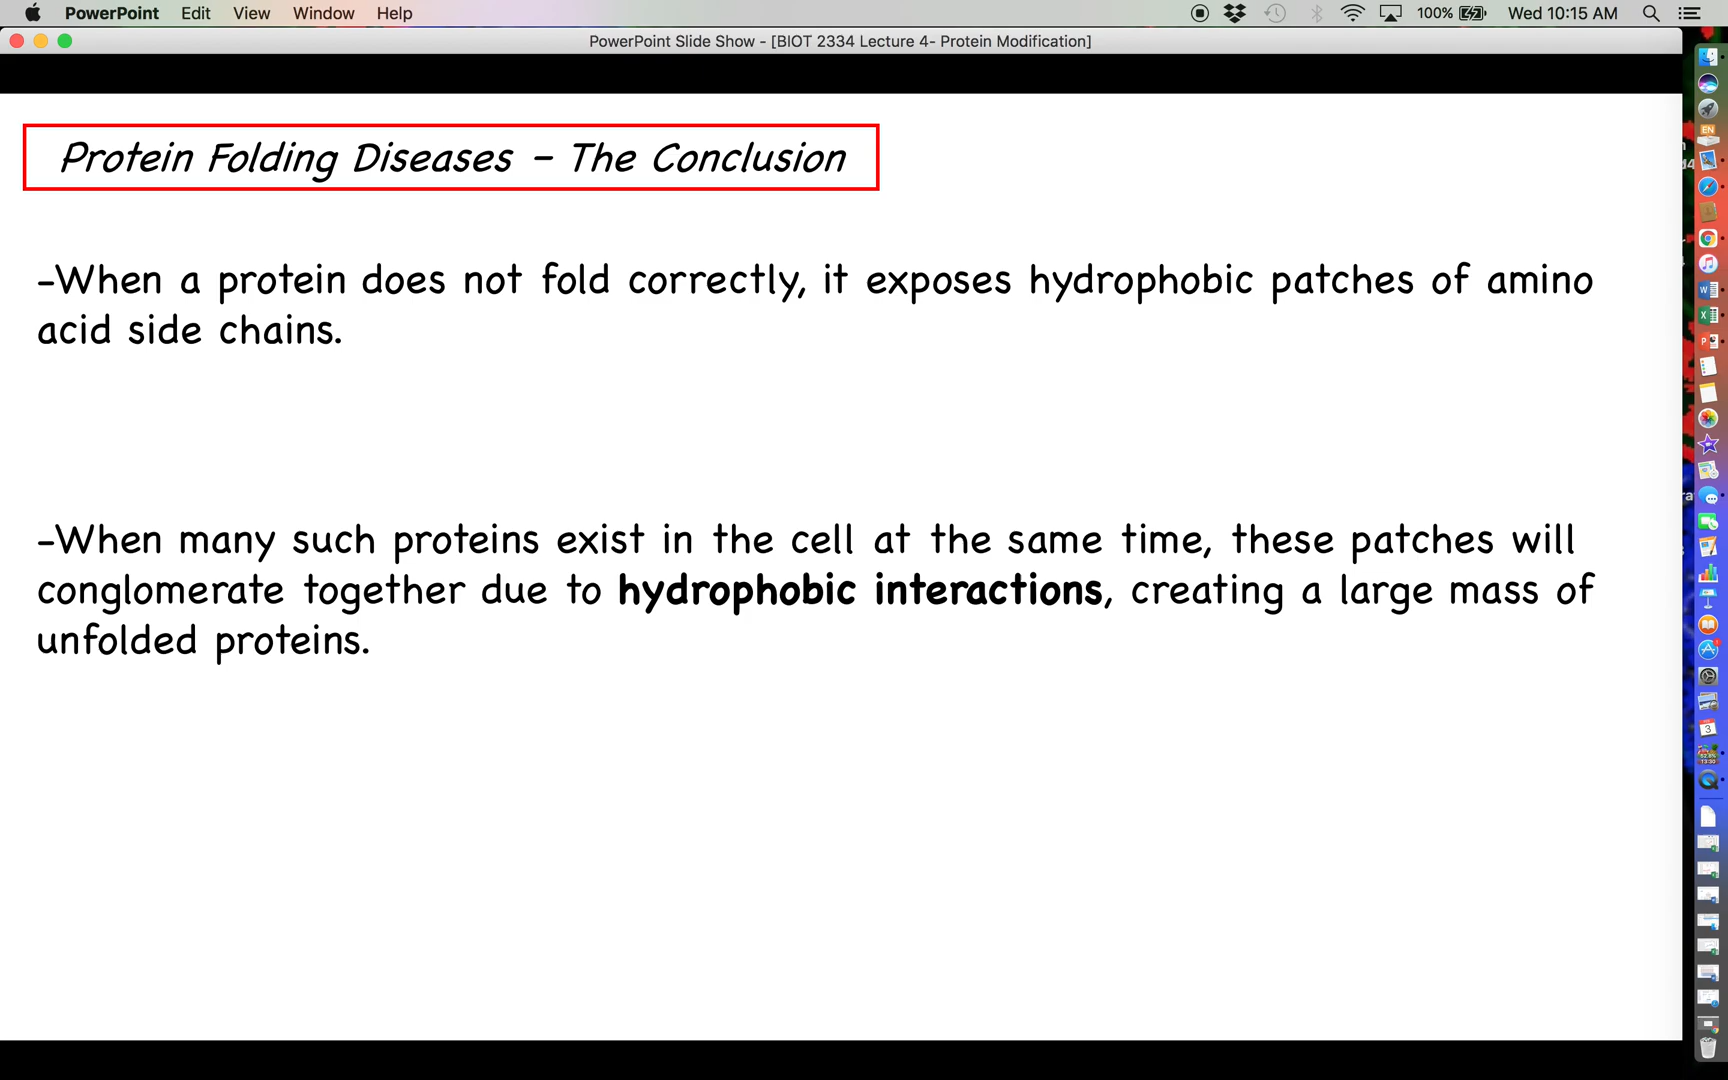 PowerPoint Edit View Window Help 100% Wed 10:15 AM
PowerPoint Slide Show - [BIOT 2334 Lecture 4- Protein Modification]
Protein Folding Diseases – The Conclusion
-When a protein does not fold correctly, it exposes hydrophobic patches of amino
acid side chains.
-When many such proteins exist in the cell at the same time, these patches will
conglomerate together due to hydrophobic interactions, creating a large mass of
unfolded proteins.